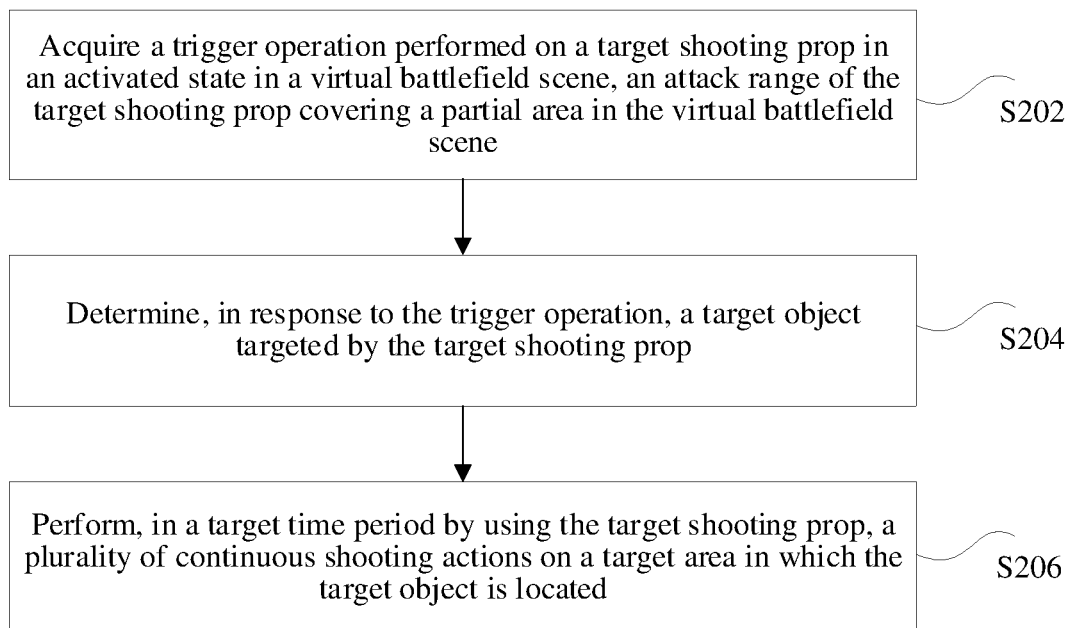 Acquire a trigger operation performed on a target shooting prop in
an activated state in a virtual battlefield scene, an attack range of the
target shooting prop covering a partial area in the virtual battlefield
scene
S202
Determine, in response to the trigger operation, a target object
targeted by the target shooting prop
S204
Perform, in a target time period by using the target shooting prop, a
plurality of continuous shooting actions on a target area in which the
target object is located
S206